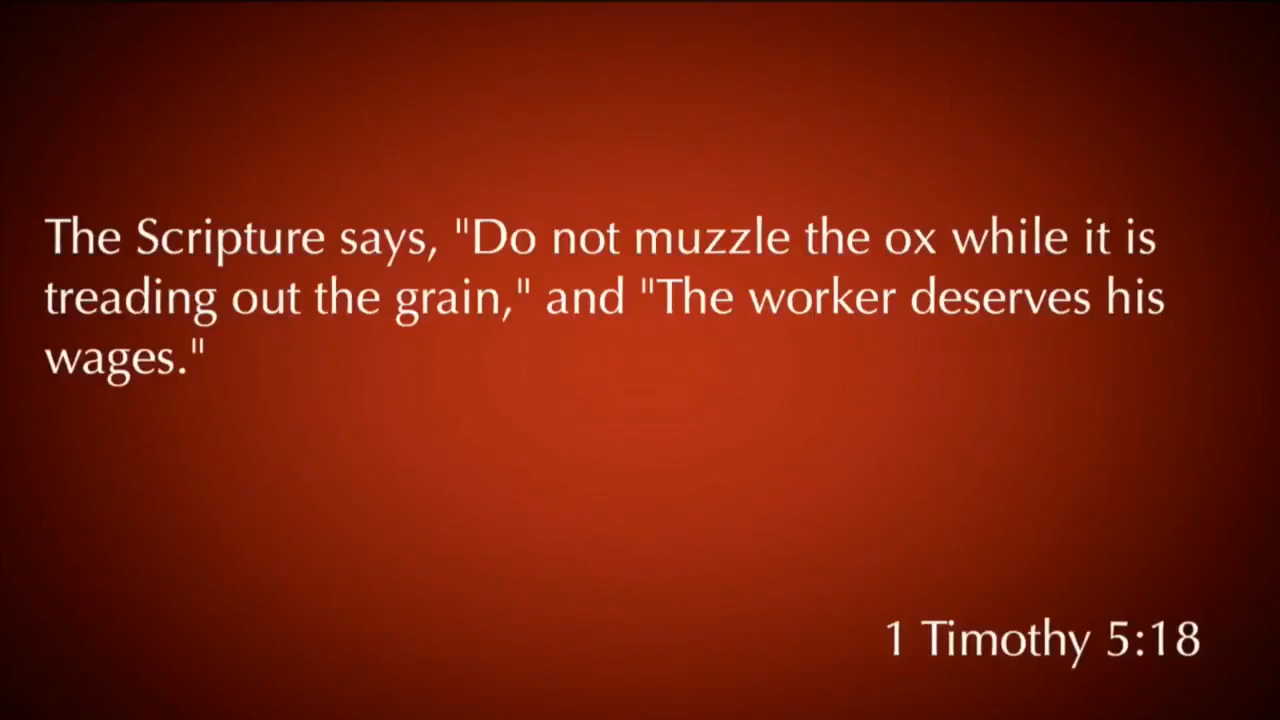 The Scripture says, "Do not muzzle the ox while it is
treading out the grain," and "The worker deserves his
wages."
1 Timothy 5:18